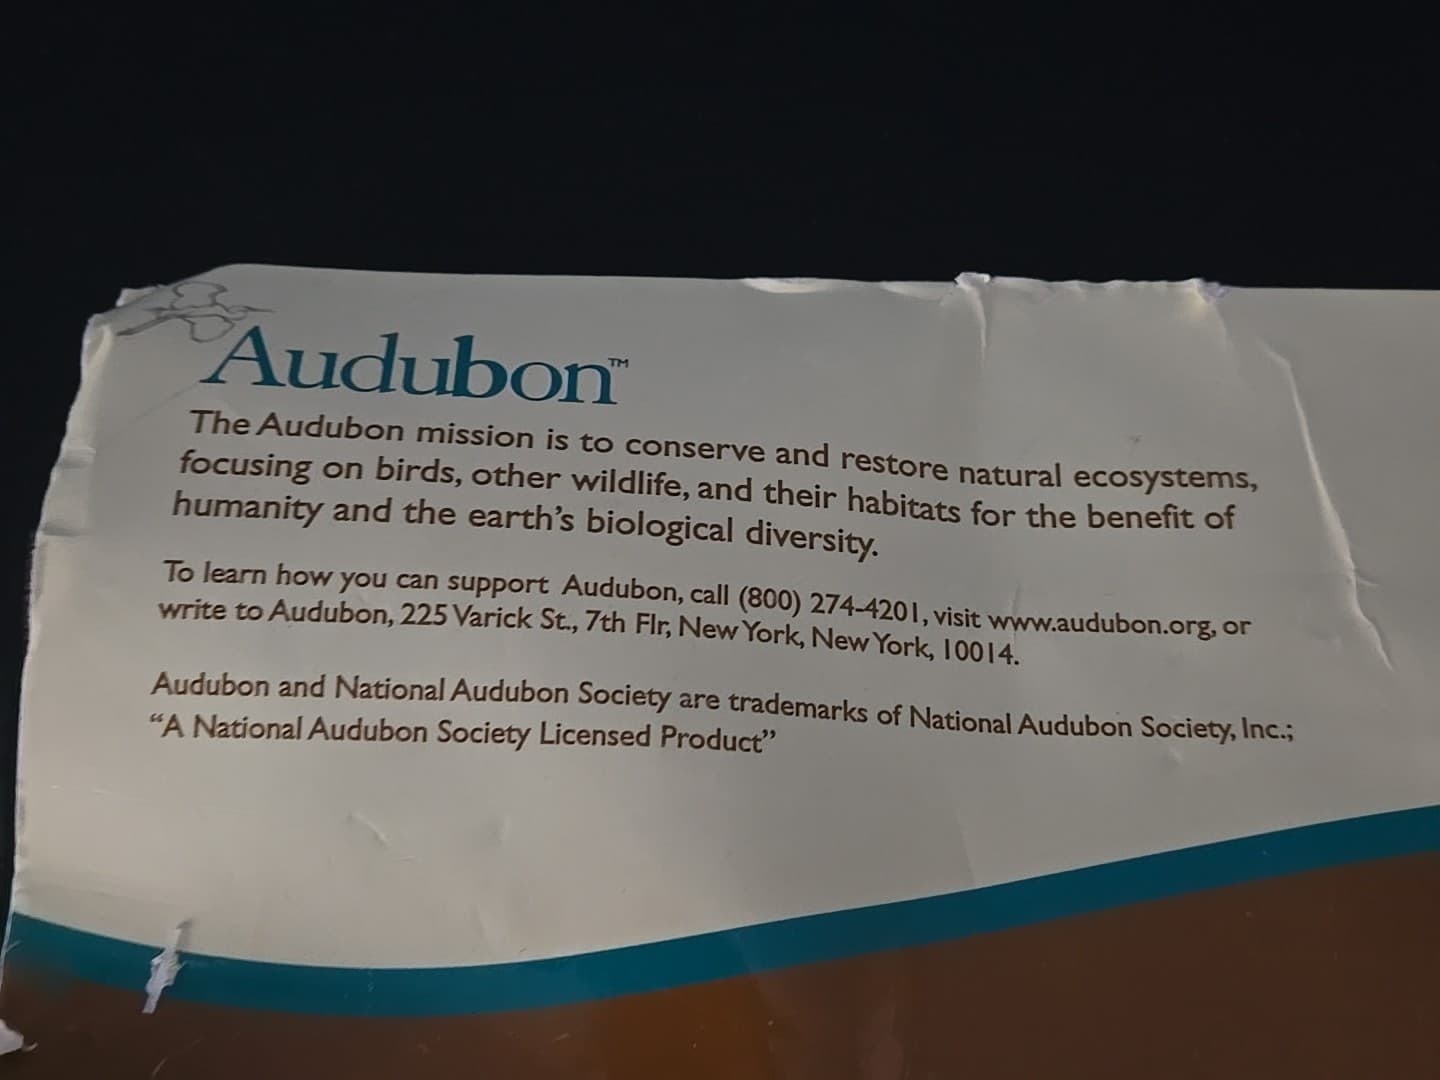 Audubon™
The Audubon mission is to conserve and restore natural ecosystems,
focusing on birds, other wildlife, and their habitats for the benefit of
humanity and the earth’s biological diversity.
To learn how you can support Audubon, call (800) 274-4201, visit www.audubon.org, or
write to Audubon, 225 Varick St., 7th Flr, New York, New York, 10014.
Audubon and National Audubon Society are trademarks of National Audubon Society, Inc.;
“A National Audubon Society Licensed Product”